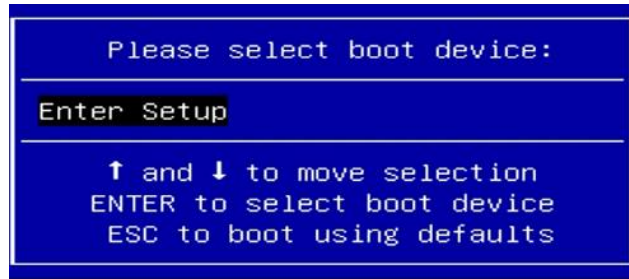 Please select boot device:
Enter Setup
↑ and ↓ to move selection
ENTER to select boot device
ESC to boot using defaults